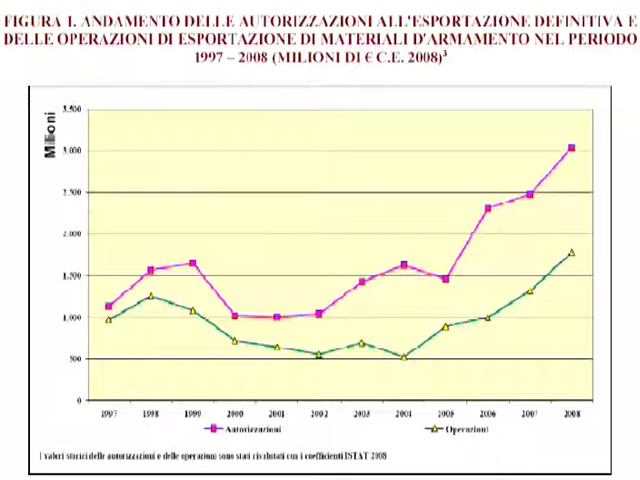 FIGURA 1. ANDAMENTO DELLE AUTORIZZAZIONI ALL'ESPORTAZIONE DEFINITIVA E
DELLE OPERAZIONI DI ESPORTAZIONE DI MATERIALI D'ARMAMENTO NEL PERIODO
1997 – 2008 (MILIONI DI € C.E. 2008)³
Milioni
3.500
3.000
2.500
2.000
1.500
1.000
500
0
1997 1998 1999 2000 2001 2002 2003 2004 2005 2006 2007 2008
Autorizzazioni Operazioni
I valori storici delle autorizzazioni e delle operazioni sono stati rivalutati con i coefficienti ISTAT 2008